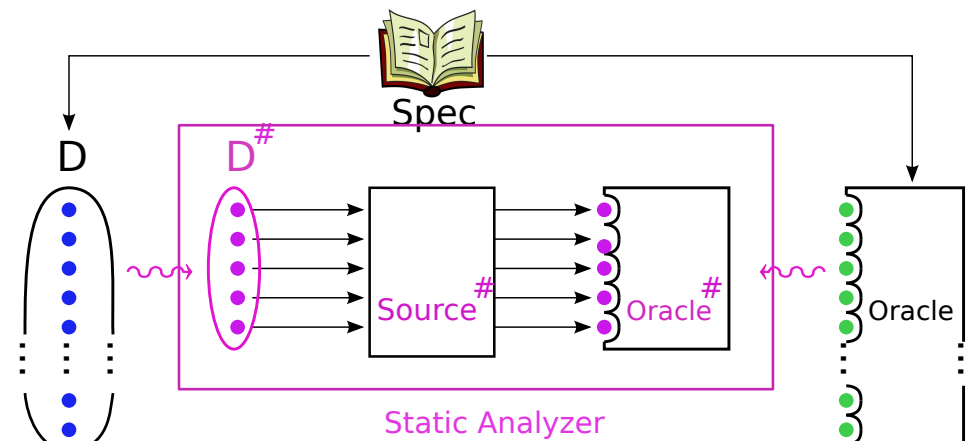 Spec
D
D#
Source#
Oracle#
Oracle
Static Analyzer